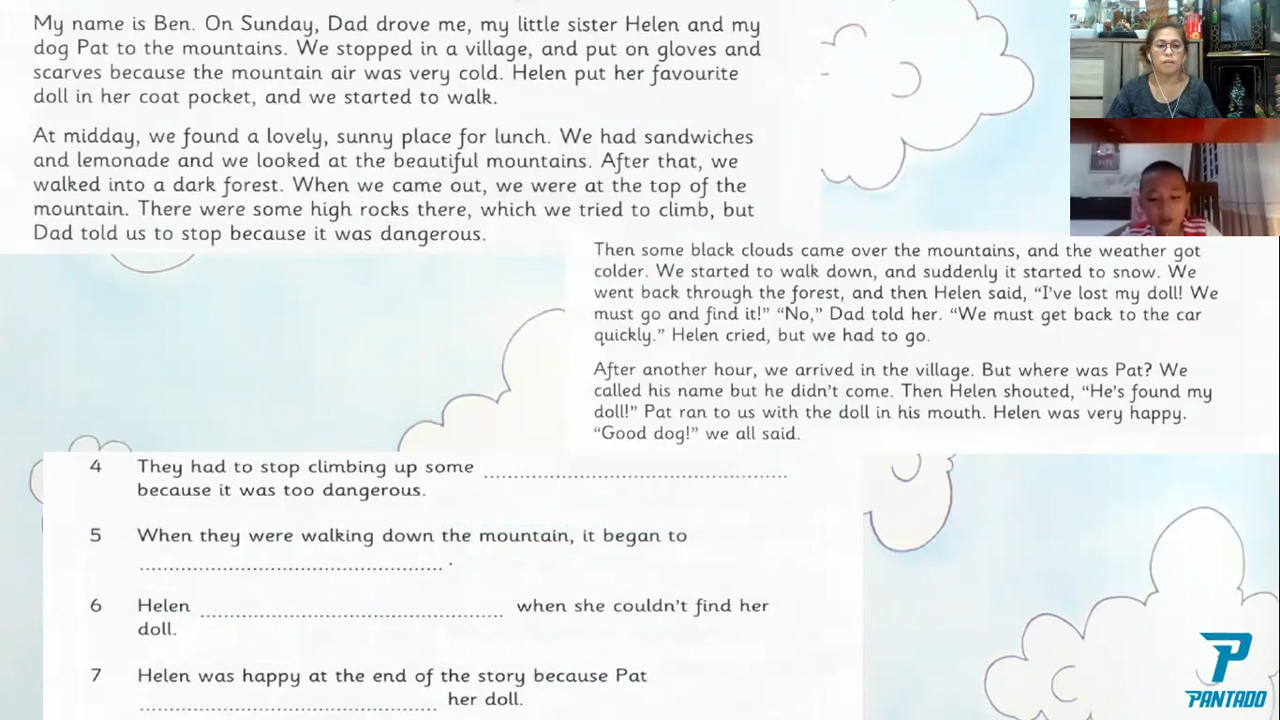 My name is Ben. On Sunday, Dad drove me, my little sister Helen and my
dog Pat to the mountains. We stopped in a village, and put on gloves and
scarves because the mountain air was very cold. Helen put her favourite
doll in her coat pocket, and we started to walk.
At midday, we found a lovely, sunny place for lunch. We had sandwiches
and lemonade and we looked at the beautiful mountains. After that, we
walked into a dark forest. When we came out, we were at the top of the
mountain. There were some high rocks there, which we tried to climb, but
Dad told us to stop because it was dangerous.
Then some black clouds came over the mountains, and the weather got
colder. We started to walk down, and suddenly it started to snow. We
went back through the forest, and then Helen said, “I’ve lost my doll! We
must go and find it!” “No,” Dad told her. “We must get back to the car
quickly.” Helen cried, but we had to go.
After another hour, we arrived in the village. But where was Pat? We
called his name but he didn’t come. Then Helen shouted, “He’s found my
doll!” Pat ran to us with the doll in his mouth. Helen was very happy.
“Good dog!” we all said.
4 They had to stop climbing up some ................................................
because it was too dangerous.
5 When they were walking down the mountain, it began to
................................................ .
6 Helen ................................................ when she couldn’t find her
doll.
7 Helen was happy at the end of the story because Pat
................................................ her doll.
PANTADO